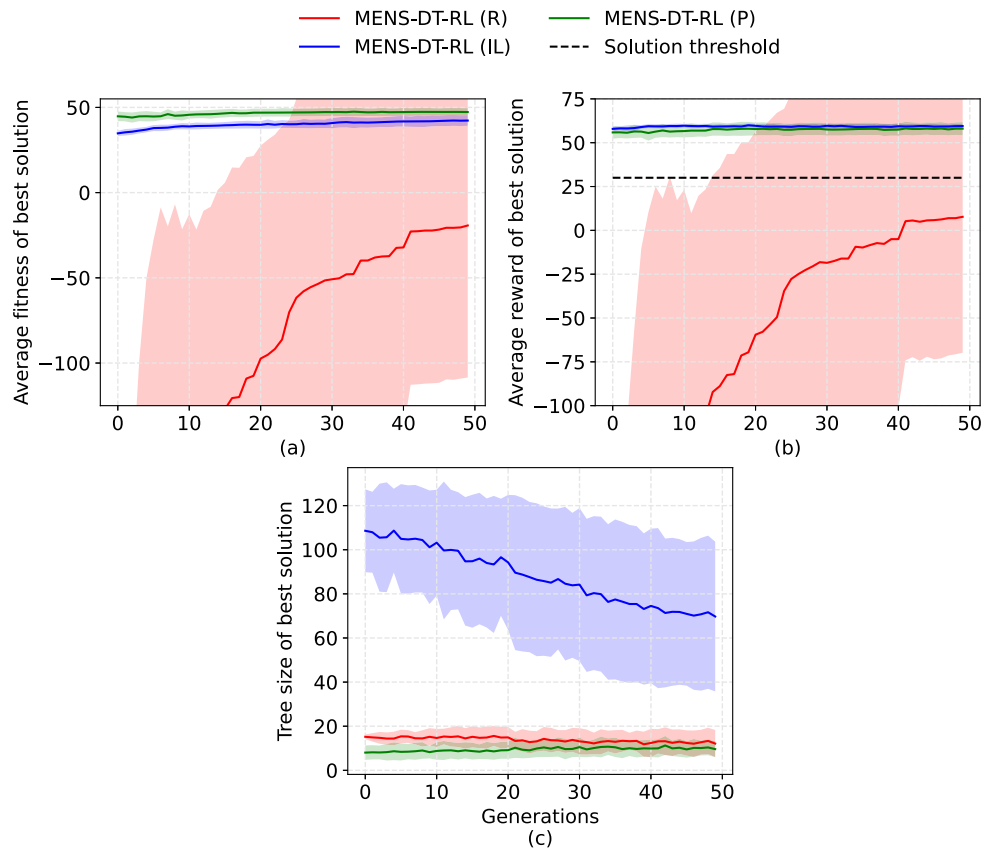 MENS-DT-RL (R)
MENS-DT-RL (IL)
MENS-DT-RL (P)
Solution threshold
Average fitness of best solution
50
0
−50
−100
0 10 20 30 40 50
(a)
Average reward of best solution
75
50
25
0
−25
−50
−75
−100
0 10 20 30 40 50
(b)
Tree size of best solution
120
100
80
60
40
20
0
0 10 20 30 40 50
Generations
(c)